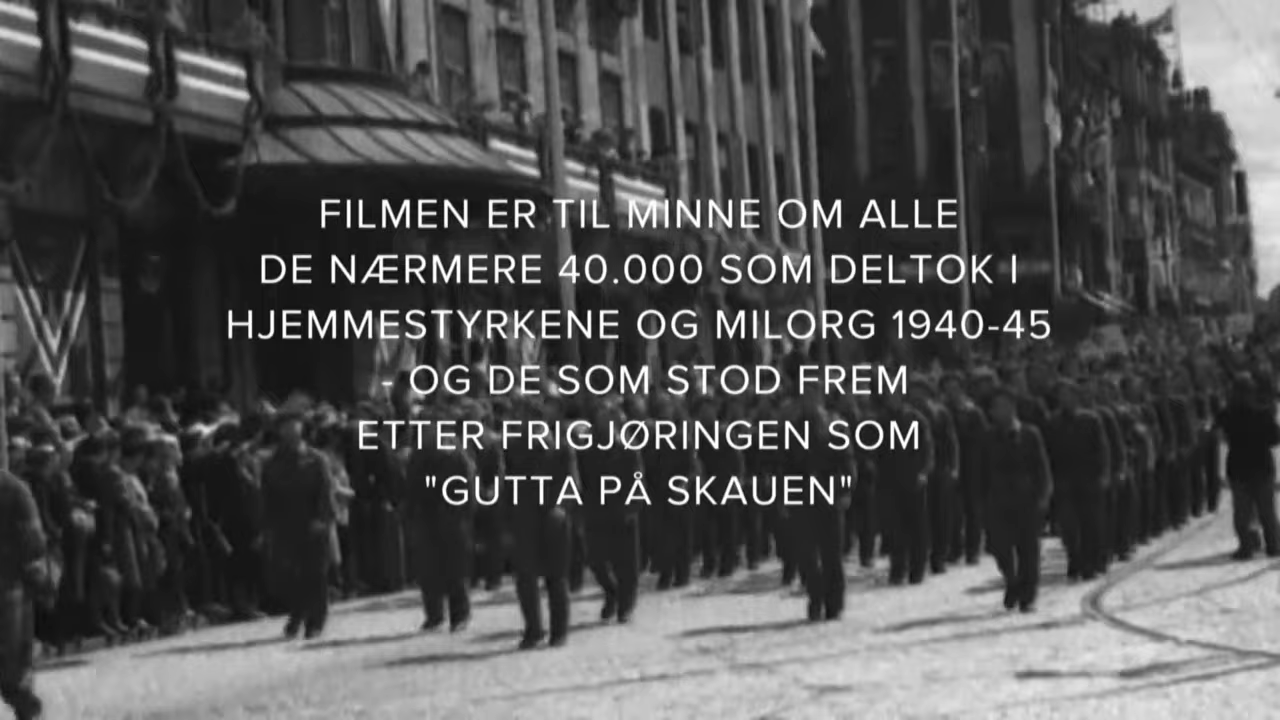 FILMEN ER TIL MINNE OM ALLE
DE NÆRMERE 40.000 SOM DELTOK I
HJEMMESTYRKENE OG MILORG 1940-45
- OG DE SOM STOD FREM
ETTER FRIGJØRINGEN SOM
"GUTTA PÅ SKAUEN"